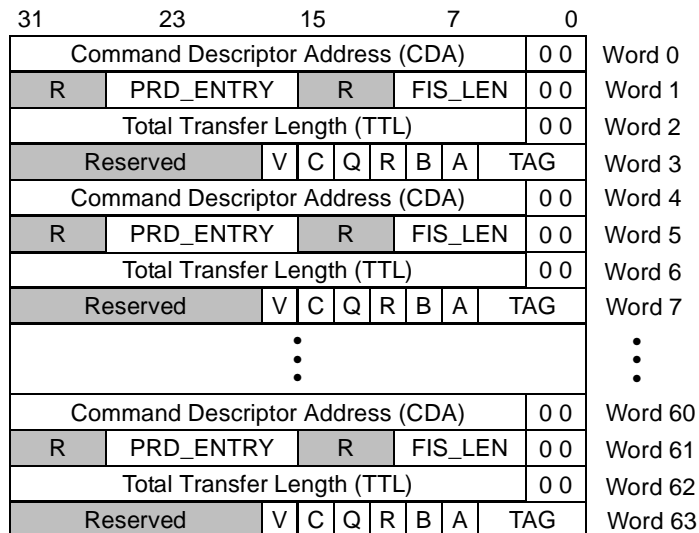 31 23 15 7 0
Command Descriptor Address (CDA) 0 0 Word 0
R PRD_ENTRY R FIS_LEN 0 0 Word 1
Total Transfer Length (TTL) 0 0 Word 2
Reserved V C Q R B A TAG Word 3
Command Descriptor Address (CDA) 0 0 Word 4
R PRD_ENTRY R FIS_LEN 0 0 Word 5
Total Transfer Length (TTL) 0 0 Word 6
Reserved V C Q R B A TAG Word 7
Command Descriptor Address (CDA) 0 0 Word 60
R PRD_ENTRY R FIS_LEN 0 0 Word 61
Total Transfer Length (TTL) 0 0 Word 62
Reserved V C Q R B A TAG Word 63